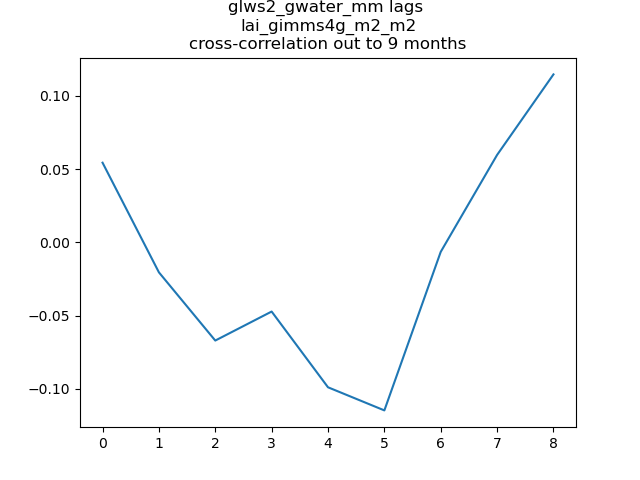 glws2_gwater_mm lags
lai_gimms4g_m2_m2
cross-correlation out to 9 months
0.10
0.05
0.00
−0.05
−0.10
0 1 2 3 4 5 6 7 8